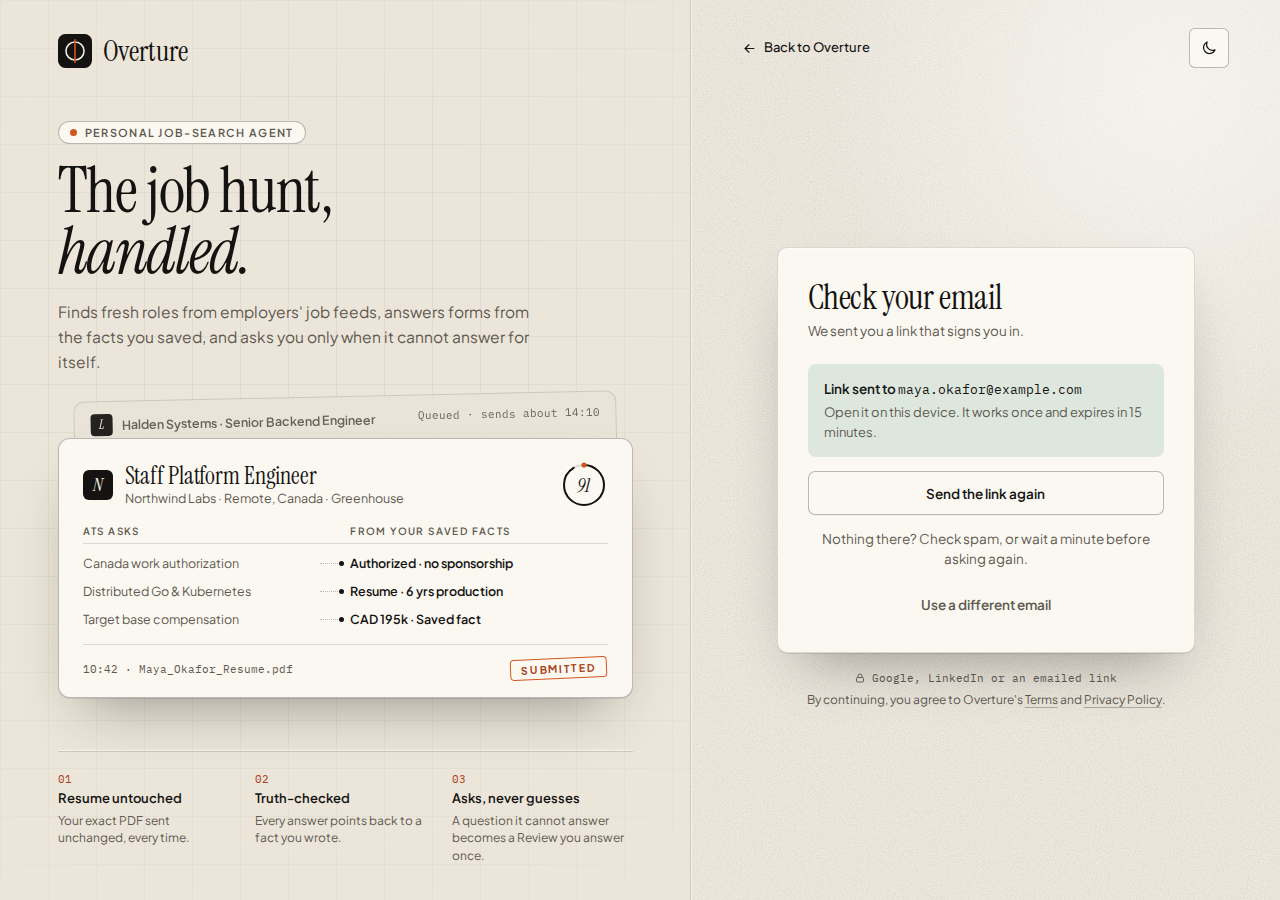 Overture
PERSONAL JOB-SEARCH AGENT
The job hunt,
handled.
Finds fresh roles from employers' job feeds, answers forms from
the facts you saved, and asks you only when it cannot answer for
itself.
L Halden Systems · Senior Backend Engineer Queued · sends about 14:10
N Staff Platform Engineer
Northwind Labs · Remote, Canada · Greenhouse
91
ATS ASKS FROM YOUR SAVED FACTS
Canada work authorization Authorized · no sponsorship
Distributed Go & Kubernetes Resume · 6 yrs production
Target base compensation CAD 195k · Saved fact
10:42 · Maya_Okafor_Resume.pdf SUBMITTED
01
Resume untouched
Your exact PDF sent
unchanged, every time.
02
Truth-checked
Every answer points back to a
fact you wrote.
03
Asks, never guesses
A question it cannot answer
becomes a Review you answer
once.
← Back to Overture
Check your email
We sent you a link that signs you in.
Link sent to maya.okafor@example.com
Open it on this device. It works once and expires in 15
minutes.
Send the link again
Nothing there? Check spam, or wait a minute before
asking again.
Use a different email
Google, LinkedIn or an emailed link
By continuing, you agree to Overture's Terms and Privacy Policy.